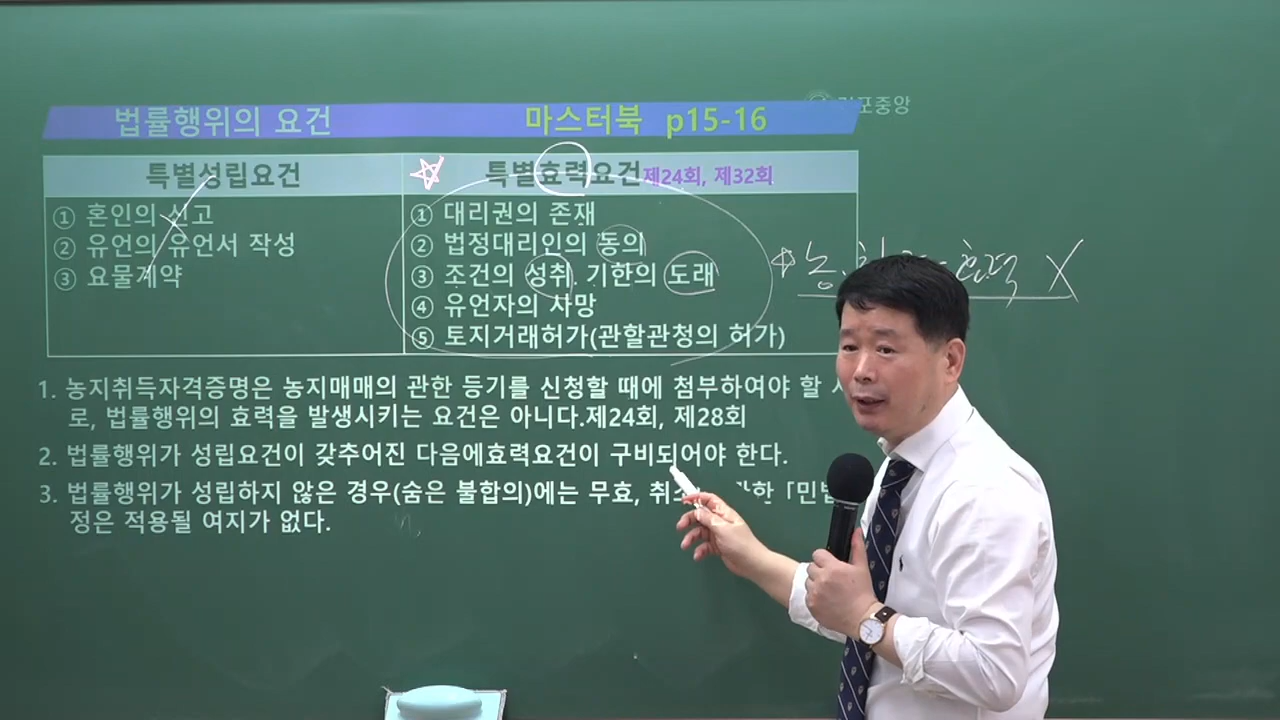 법률행위의 요건 마스터북 p15-16
포중앙
특별성립요건 특별효력요건제24회, 제32회
① 혼인의 신고
② 유언의 유언서 작성
③ 요물계약
① 대리권의 존재
② 법정대리인의 동의
③ 조건의 성취. 기한의 도래
④ 유언자의 사망
⑤ 토지거래허가(관할관청의 허가)
효력 X
1. 농지취득자격증명은 농지매매의 관한 등기를 신청할 때에 첨부하여야 할
로, 법률행위의 효력을 발생시키는 요건은 아니다.제24회, 제28회
2. 법률행위가 성립요건이 갖추어진 다음에효력요건이 구비되어야 한다.
3. 법률행위가 성립하지 않은 경우(숨은 불합의)에는 무효, 취소 한 「민법
정은 적용될 여지가 없다.